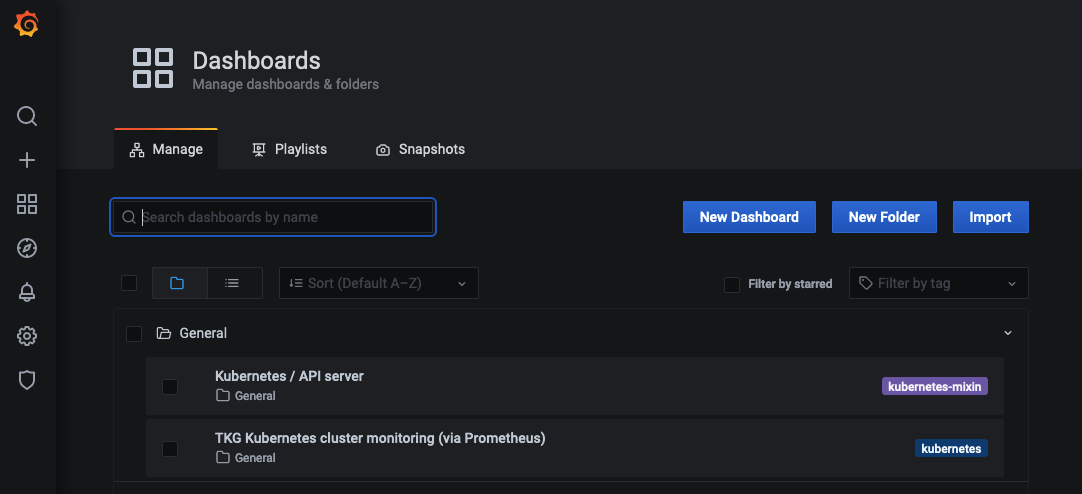 Dashboards
Manage dashboards & folders
Manage Playlists Snapshots
Search dashboards by name New Dashboard New Folder Import
Sort (Default A–Z) Filter by starred Filter by tag
General
Kubernetes / API server kubernetes-mixin
General
TKG Kubernetes cluster monitoring (via Prometheus) kubernetes
General